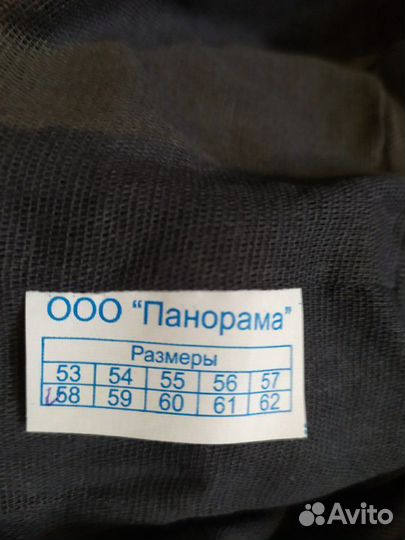 ООО “Панорама”
Размеры
53 54 55 56 57
58 59 60 61 62
Avito